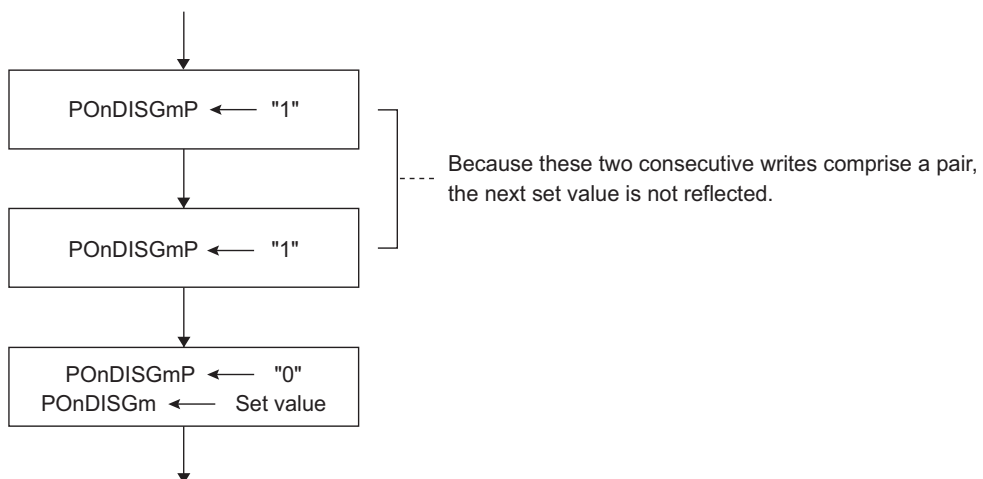 POnDISGmP ← "1"
Because these two consecutive writes comprise a pair,
the next set value is not reflected.
POnDISGmP ← "1"
POnDISGmP ← "0"
POnDISGm ← Set value